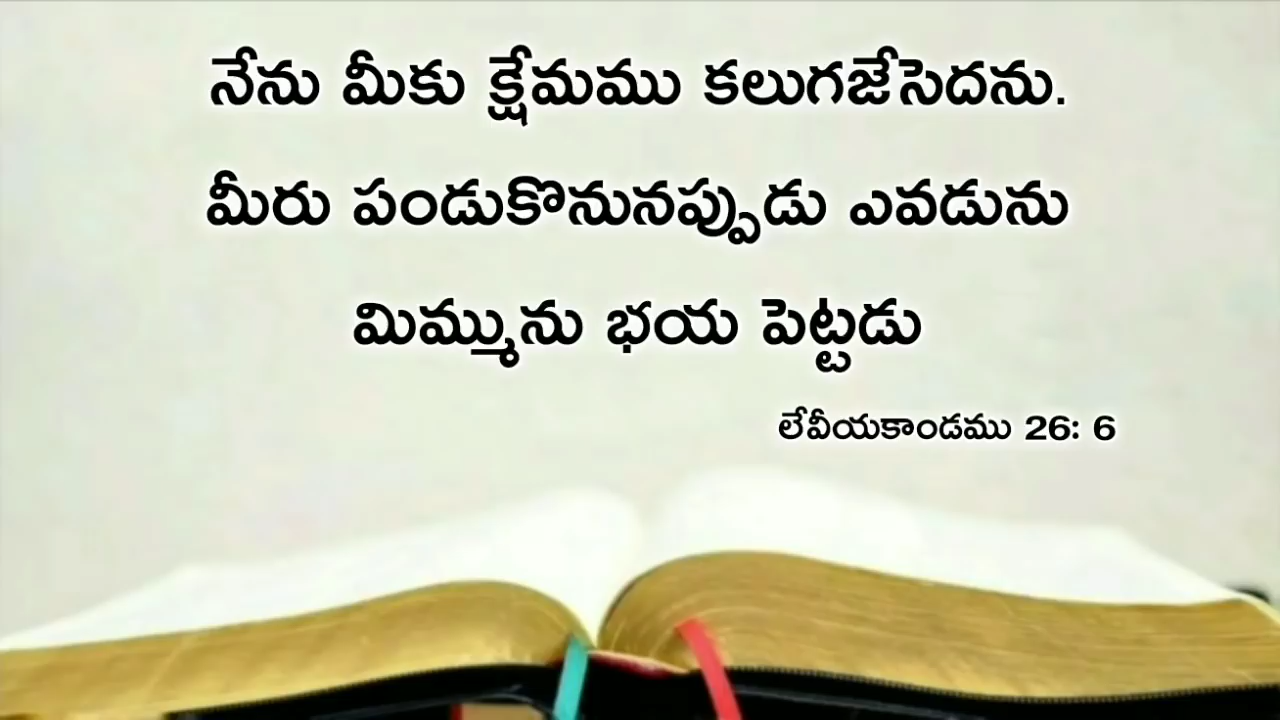 నేను మీకు క్షేమము కలుగజేసెదను.
మీరు పండుకొనునప్పుడు ఎవడును
మిమ్మును భయ పెట్టడు
లేవీయకాండము 26: 6